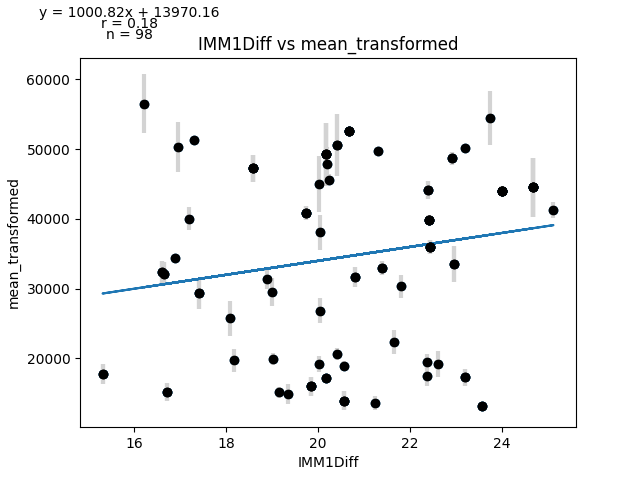 y = 1000.82x + 13970.16
r = 0.18
n = 98
IMM1Diff vs mean_transformed
60000
50000
40000
30000
20000
mean_transformed
16 18 20 22 24
IMM1Diff